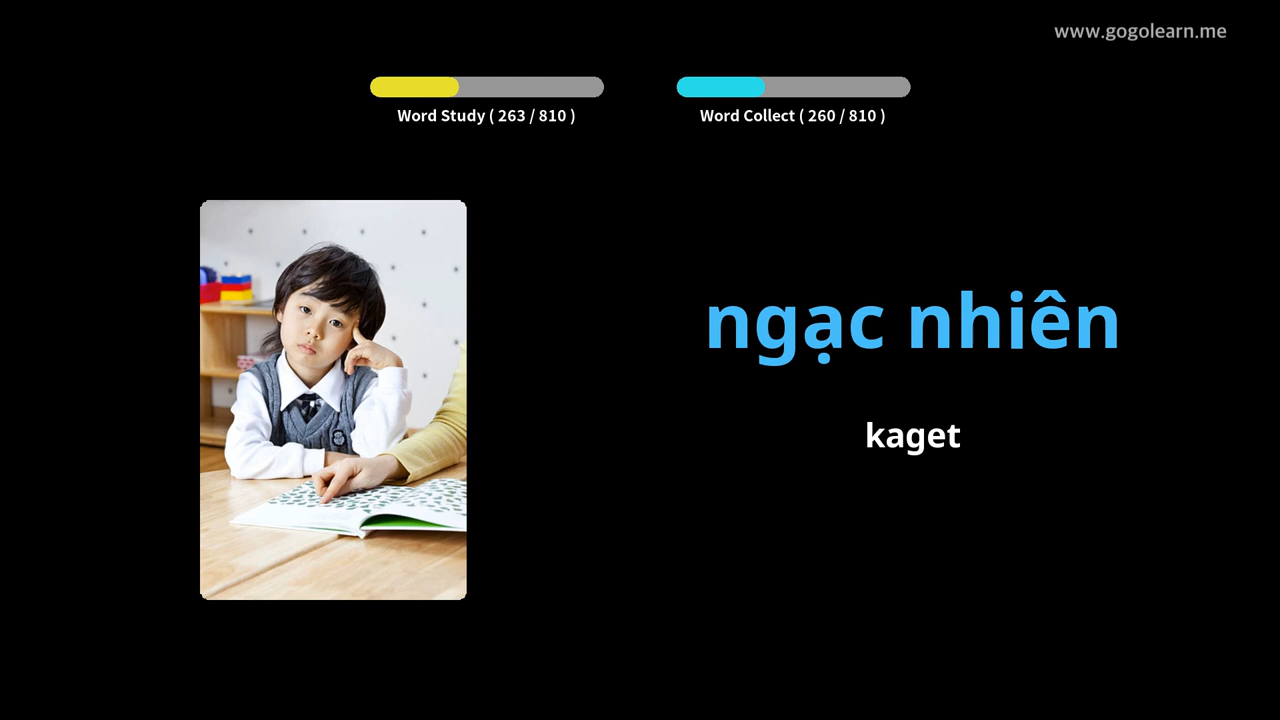 www.gogolearn.me
Word Study ( 263 / 810 )
Word Collect ( 260 / 810 )
ngạc nhiên
kaget